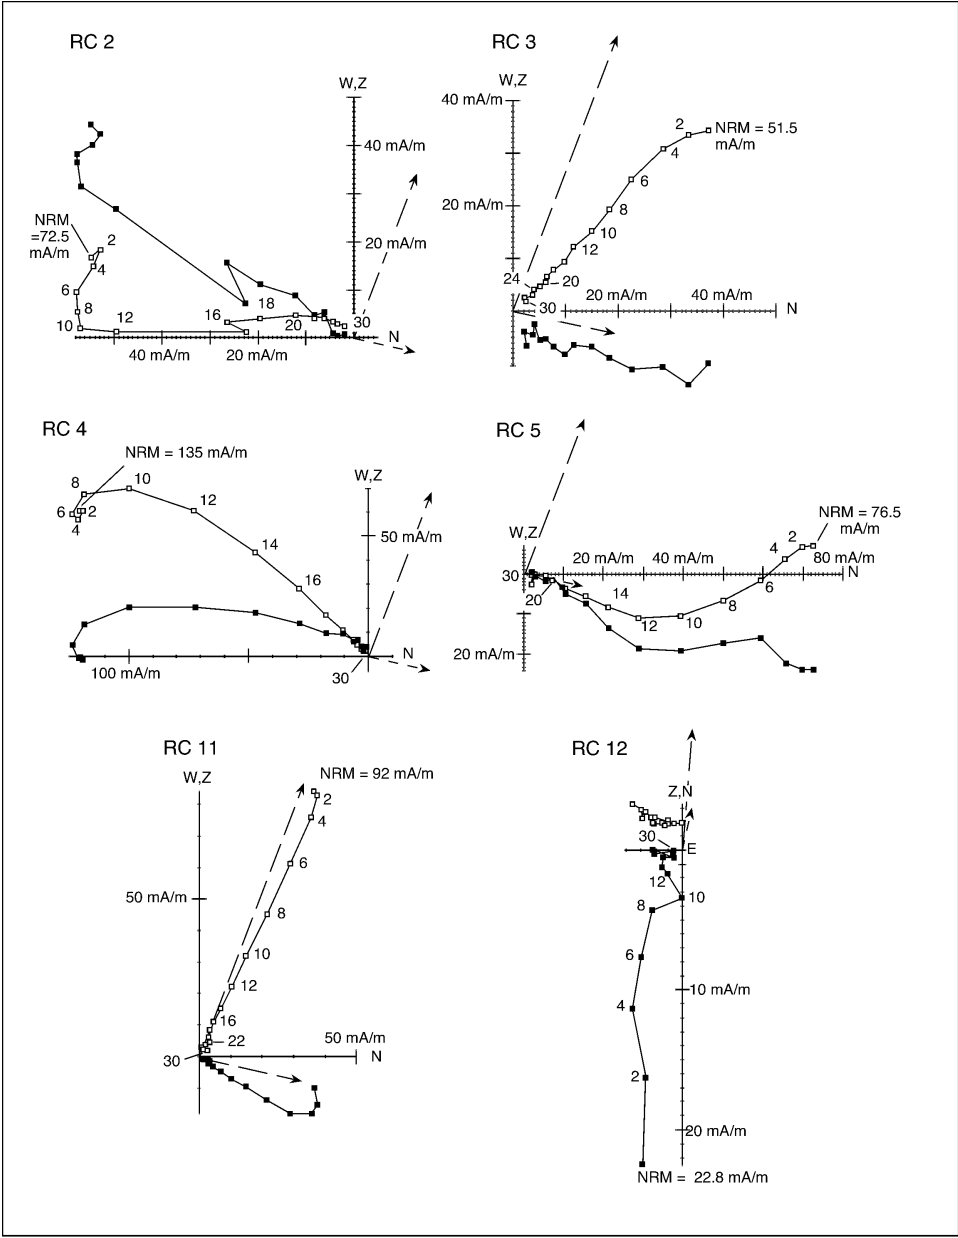 RC 2
W,Z
40 mA/m
20 mA/m
NRM
=72.5
mA/m
2
4
6
8
10
12
16
18
20
30
N
40 mA/m
20 mA/m
RC 3
W,Z
40 mA/m
20 mA/m
2
NRM = 51.5
mA/m
4
6
8
10
12
20
24
30
20 mA/m
40 mA/m
N
RC 4
NRM = 135 mA/m
W,Z
50 mA/m
8
10
6
2
4
12
14
16
N
100 mA/m
30
RC 5
W,Z
NRM = 76.5
mA/m
2
4
20 mA/m
40 mA/m
80 mA/m
N
30
6
20
14
8
12
10
20 mA/m
RC 11
W,Z
NRM = 92 mA/m
2
4
6
50 mA/m
8
10
12
16
22
50 mA/m
N
30
RC 12
Z,N
30
E
12
10
8
6
4
10 mA/m
2
20 mA/m
NRM = 22.8 mA/m